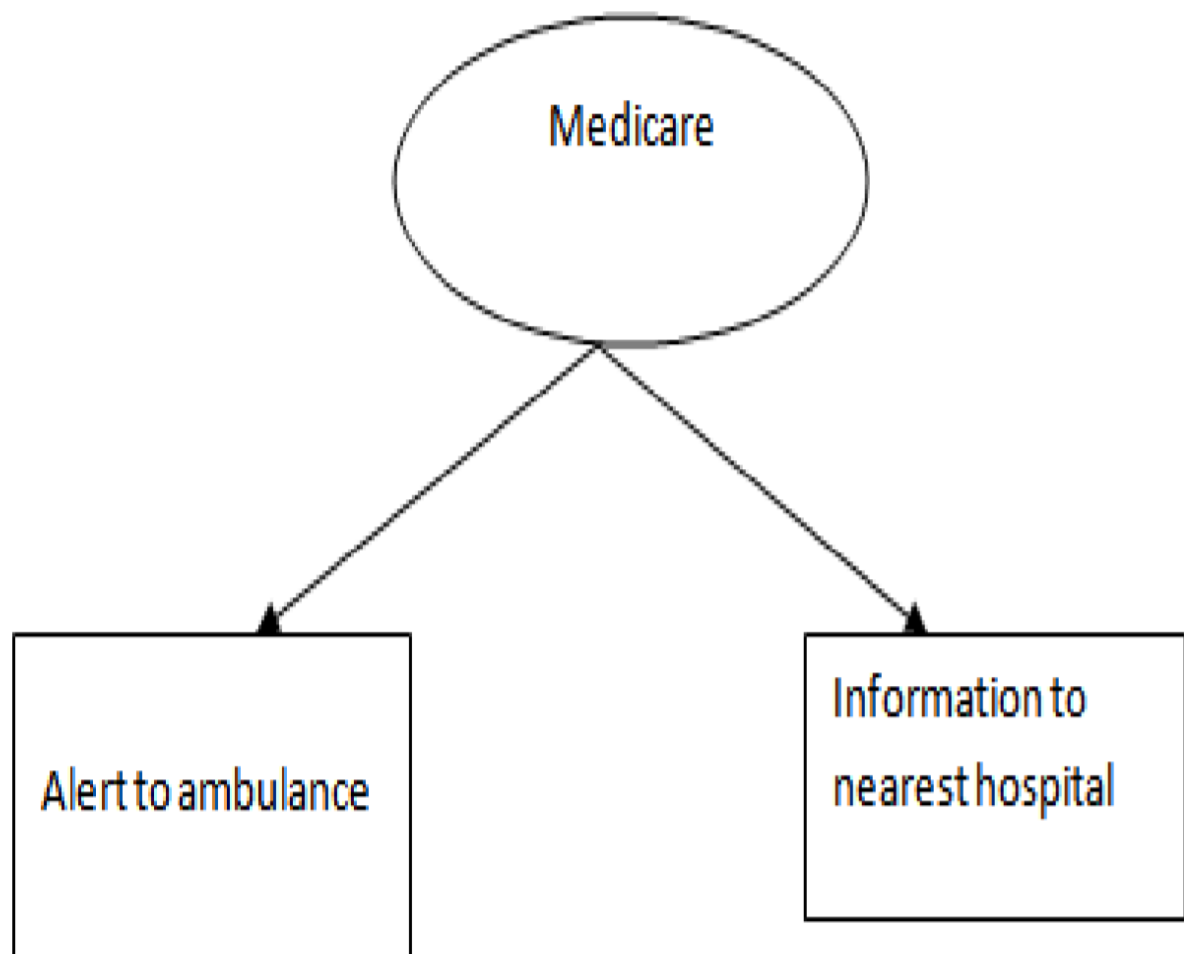 Medicare
Alert to ambulance
Information to
nearest hospital